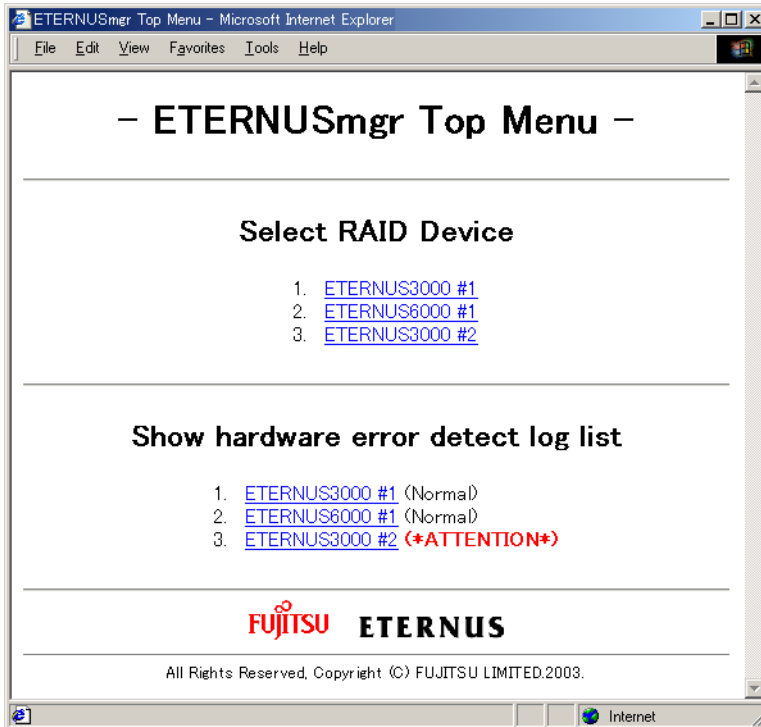 ETERNUSmgr Top Menu - Microsoft Internet Explorer
File Edit View Favorites Tools Help
- ETERNUSmgr Top Menu -
Select RAID Device
1. ETERNUS3000 #1
2. ETERNUS6000 #1
3. ETERNUS3000 #2
Show hardware error detect log list
1. ETERNUS3000 #1 (Normal)
2. ETERNUS6000 #1 (Normal)
3. ETERNUS3000 #2 (*ATTENTION*)
FUJITSU ETERNUS
All Rights Reserved, Copyright (C) FUJITSU LIMITED.2003.
Internet